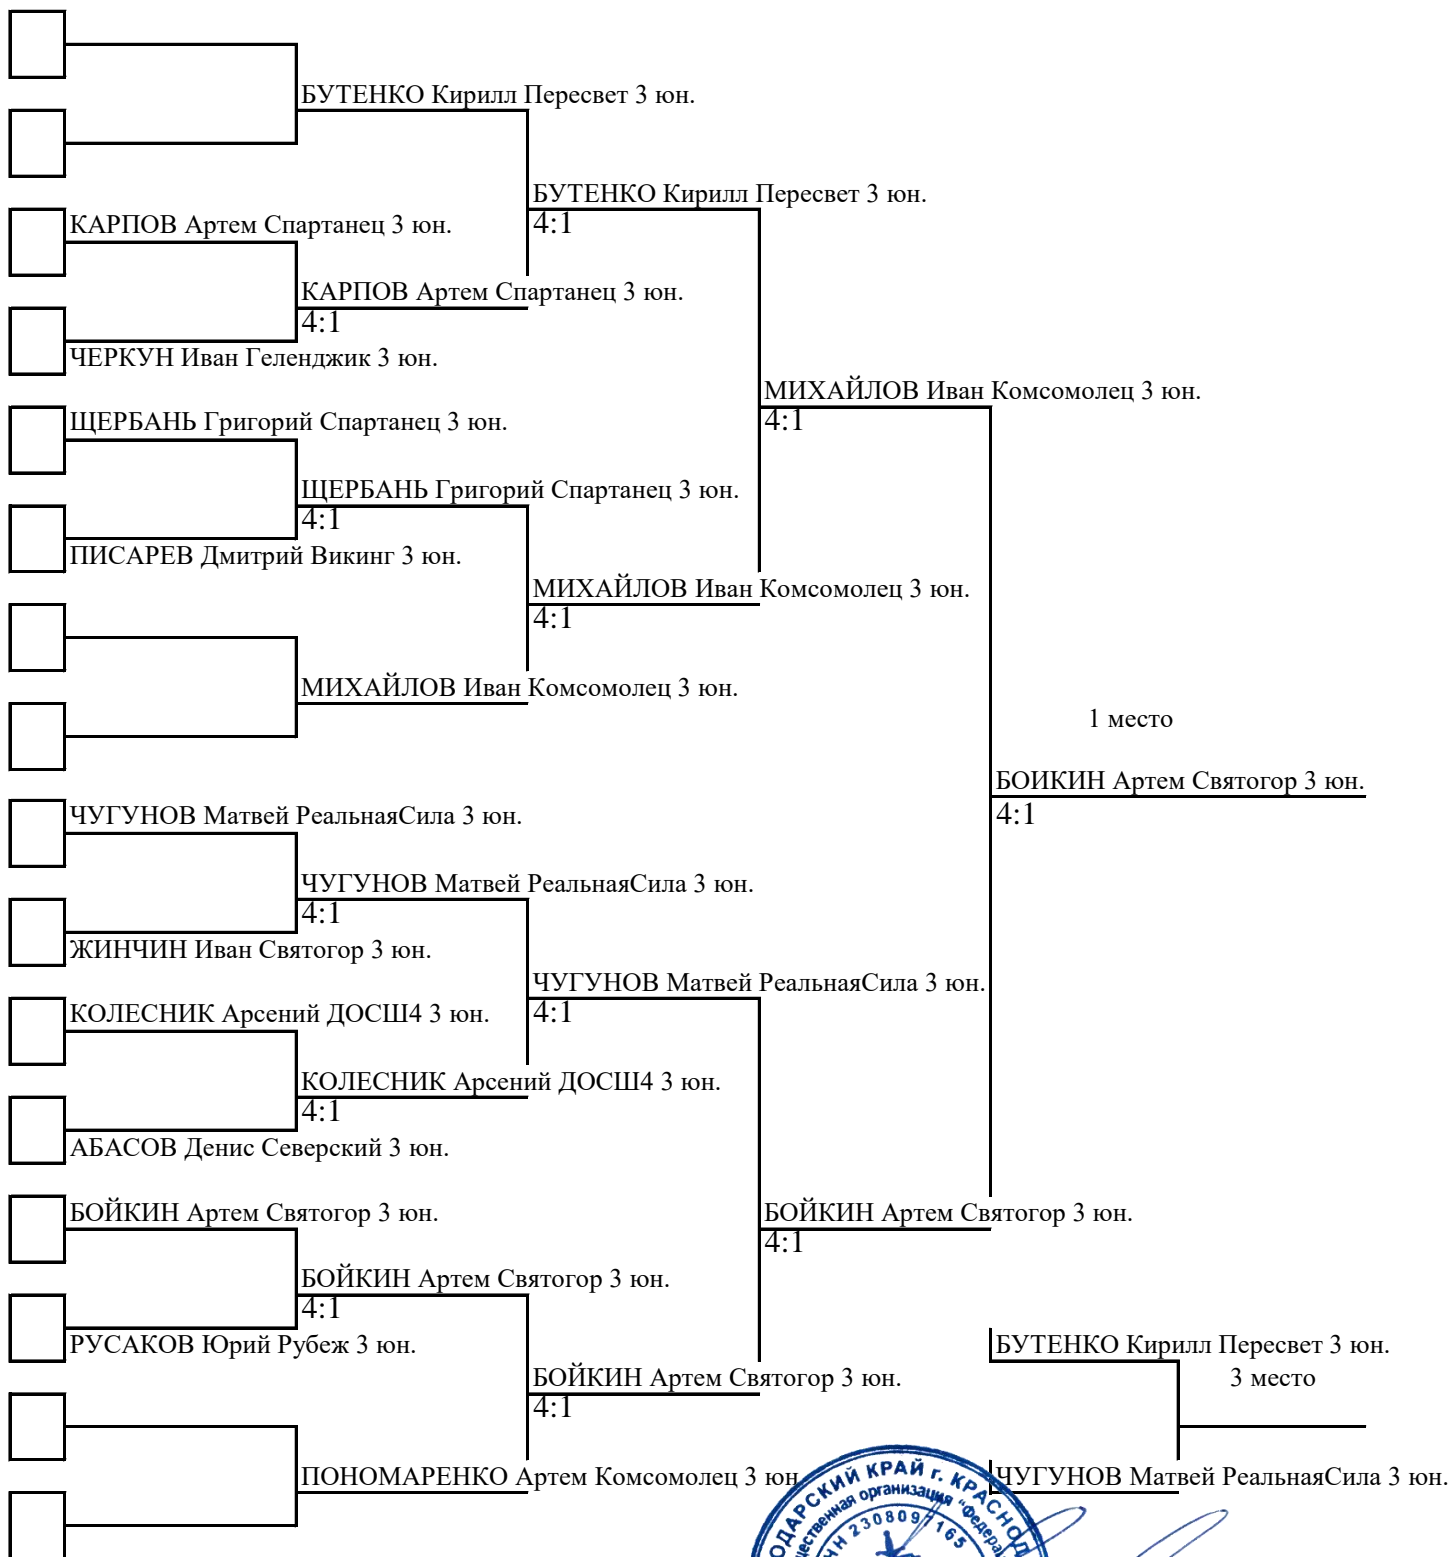 БУТЕНКО Кирилл Пересвет 3 юн.
БУТЕНКО Кирилл Пересвет 3 юн.
4:1
КАРПОВ Артем Спартанец 3 юн.
КАРПОВ Артем Спартанец 3 юн.
4:1
ЧЕРКУН Иван Геленджик 3 юн.
МИХАЙЛОВ Иван Комсомолец 3 юн.
4:1
ЩЕРБАНЬ Григорий Спартанец 3 юн.
ЩЕРБАНЬ Григорий Спартанец 3 юн.
4:1
ПИСАРЕВ Дмитрий Викинг 3 юн.
МИХАЙЛОВ Иван Комсомолец 3 юн.
4:1
МИХАЙЛОВ Иван Комсомолец 3 юн.
1 место
БОИКИН Артем Святогор 3 юн.
4:1
ЧУГУНОВ Матвей РеальнаяСила 3 юн.
ЧУГУНОВ Матвей РеальнаяСила 3 юн.
4:1
ЖИНЧИН Иван Святогор 3 юн.
ЧУГУНОВ Матвей РеальнаяСила 3 юн.
4:1
КОЛЕСНИК Арсений ДОСШ4 3 юн.
КОЛЕСНИК Арсений ДОСШ4 3 юн.
4:1
АБАСОВ Денис Северский 3 юн.
БОЙКИН Артем Святогор 3 юн.
БОЙКИН Артем Святогор 3 юн.
4:1
БОЙКИН Артем Святогор 3 юн.
4:1
РУСАКОВ Юрий Рубеж 3 юн.
БУТЕНКО Кирилл Пересвет 3 юн.
3 место
БОЙКИН Артем Святогор 3 юн.
4:1
ПОНОМАРЕНКО Артем Комсомолец 3 юн
ЧУГУНОВ Матвей РеальнаяСила 3 юн.
КРАЙ г.
организация
2308097165